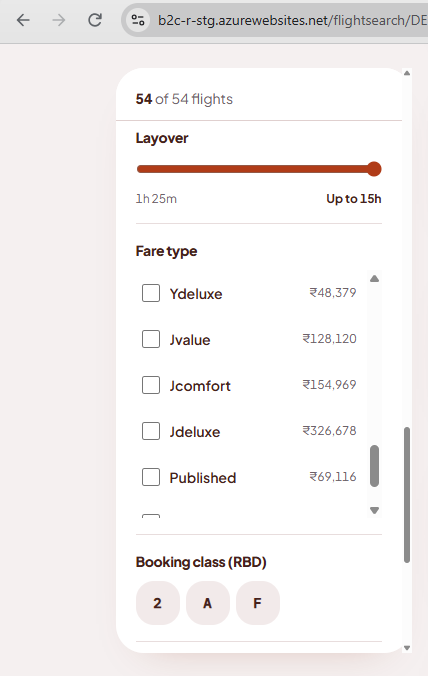 b2c-r-stg.azurewebsites.net/flightsearch/DE
54 of 54 flights
Layover
1h 25m Up to 15h
Fare type
Ydeluxe ₹48,379
Jvalue ₹128,120
Jcomfort ₹154,969
Jdeluxe ₹326,678
Published ₹69,116
Booking class (RBD)
2 A F